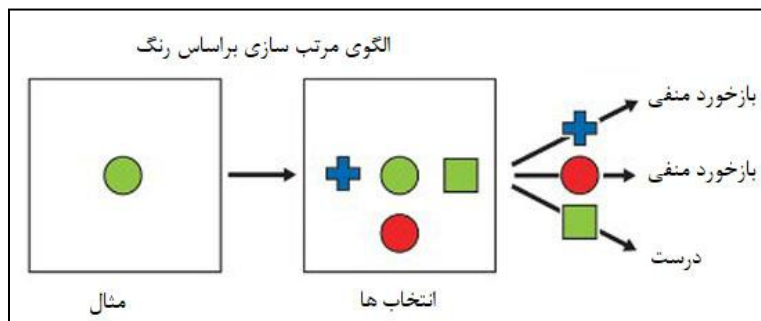 الگوی مرتب سازی براساس رنگ
بازخورد منفی
بازخورد منفی
درست
مثال
انتخاب ها